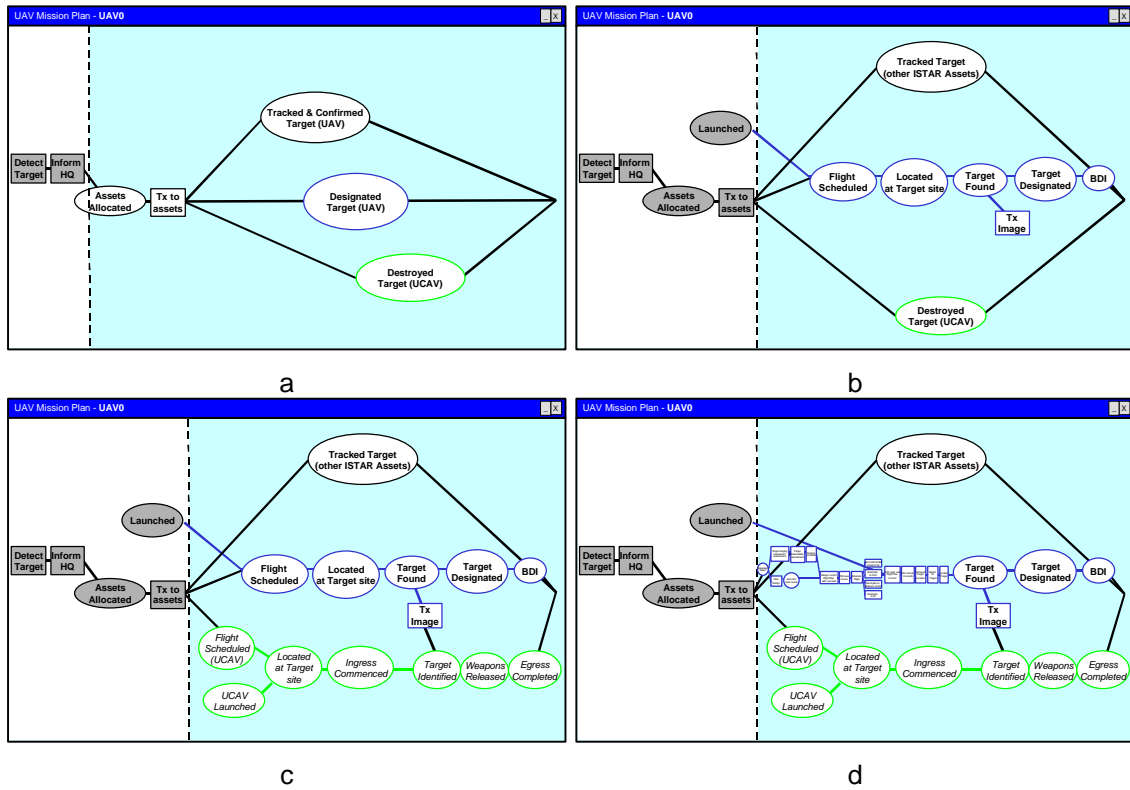 UAV Mission Plan - UAV0
_ X
Detect
Target
Inform
HQ
Assets
Allocated
Tx to
assets
Tracked & Confirmed
Target (UAV)
Designated
Target (UAV)
Destroyed
Target (UCAV)
a
UAV Mission Plan - UAV0
_ X
Tracked Target
(other ISTAR Assets)
Launched
Detect
Target
Inform
HQ
Assets
Allocated
Tx to
assets
Flight
Scheduled
Located
at Target site
Target
Found
Target
Designated
BDI
Tx
Image
Destroyed
Target (UCAV)
b
UAV Mission Plan - UAV0
_ X
Tracked Target
(other ISTAR Assets)
Launched
Detect
Target
Inform
HQ
Assets
Allocated
Tx to
assets
Flight
Scheduled
Located
at Target site
Target
Found
Target
Designated
BDI
Tx
Image
Flight
Scheduled
(UCAV)
Located
at Target
site
Ingress
Commenced
Target
Identified
Weapons
Released
Egress
Completed
UCAV
Launched
c
UAV Mission Plan - UAV0
_ X
Tracked Target
(other ISTAR Assets)
Launched
Detect
Target
Inform
HQ
Assets
Allocated
Tx to
assets
Target
Found
Target
Designated
BDI
Tx
Image
Flight
Scheduled
(UCAV)
Located
at Target
site
Ingress
Commenced
Target
Identified
Weapons
Released
Egress
Completed
UCAV
Launched
d